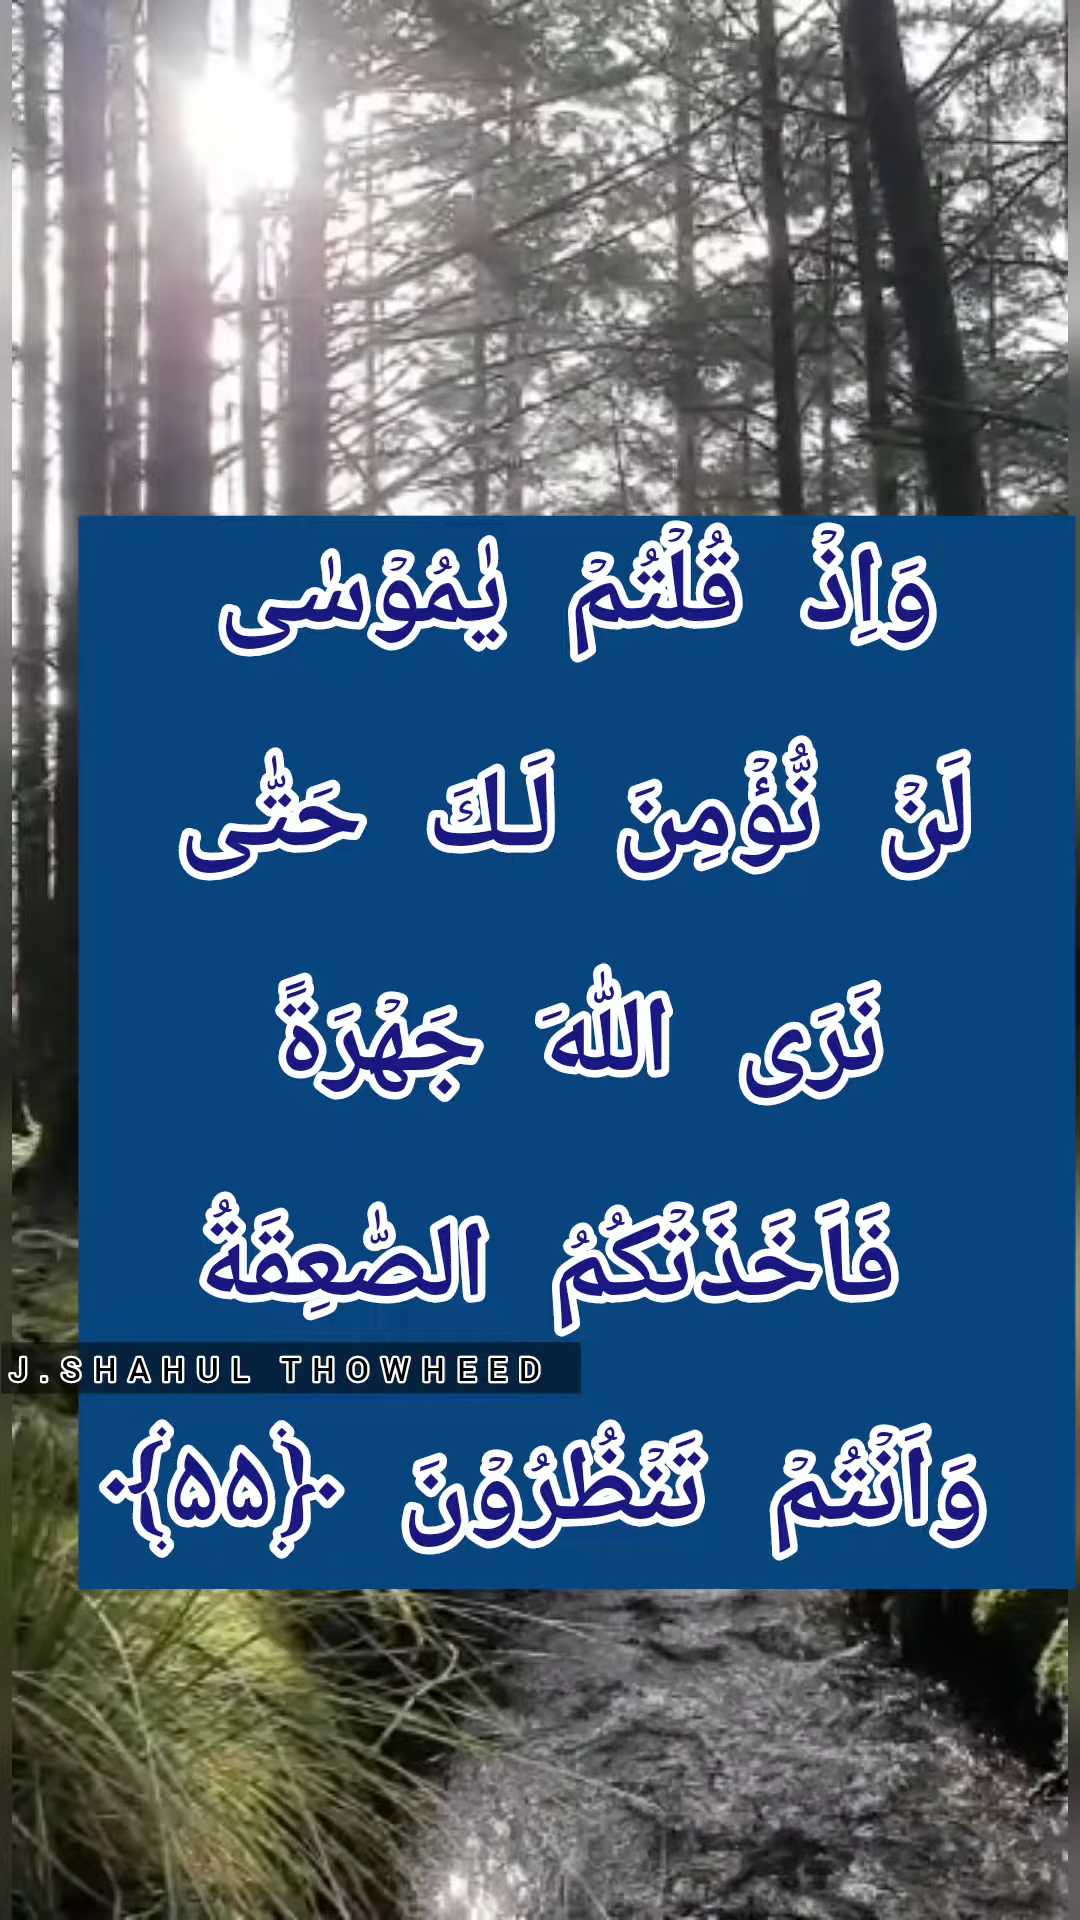 وَاِذۡ قُلۡتُمۡ يٰمُوۡسٰى
لَنۡ نُّؤۡمِنَ لَـكَ حَتّٰى
نَرَى اللّٰهَ جَهۡرَةً
فَاَخَذَتۡكُمُ الصّٰعِقَةُ
J.SHAHUL THOWHEED
وَاَنۡتُمۡ تَنۡظُرُوۡنَ ﴿۵۵﴾